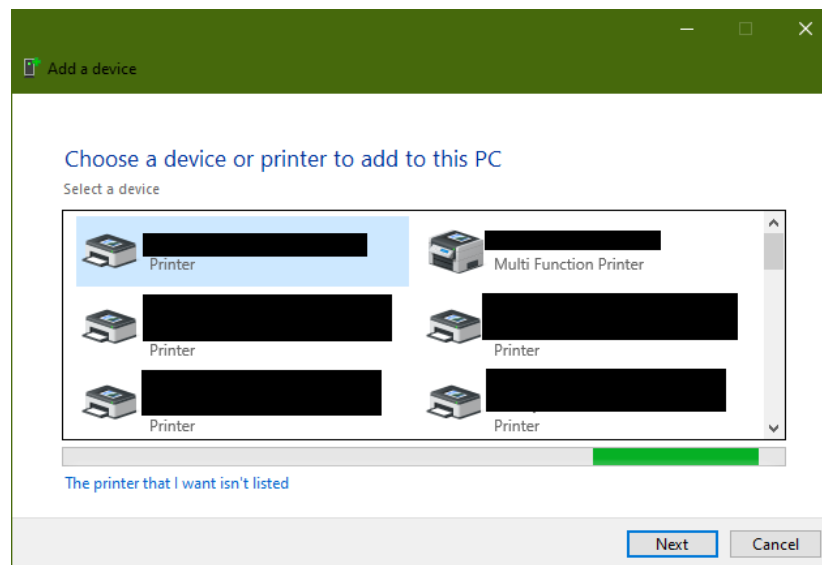 Add a device
Choose a device or printer to add to this PC
Select a device
Printer
Multi Function Printer
Printer
Printer
Printer
Printer
The printer that I want isn't listed
Next
Cancel